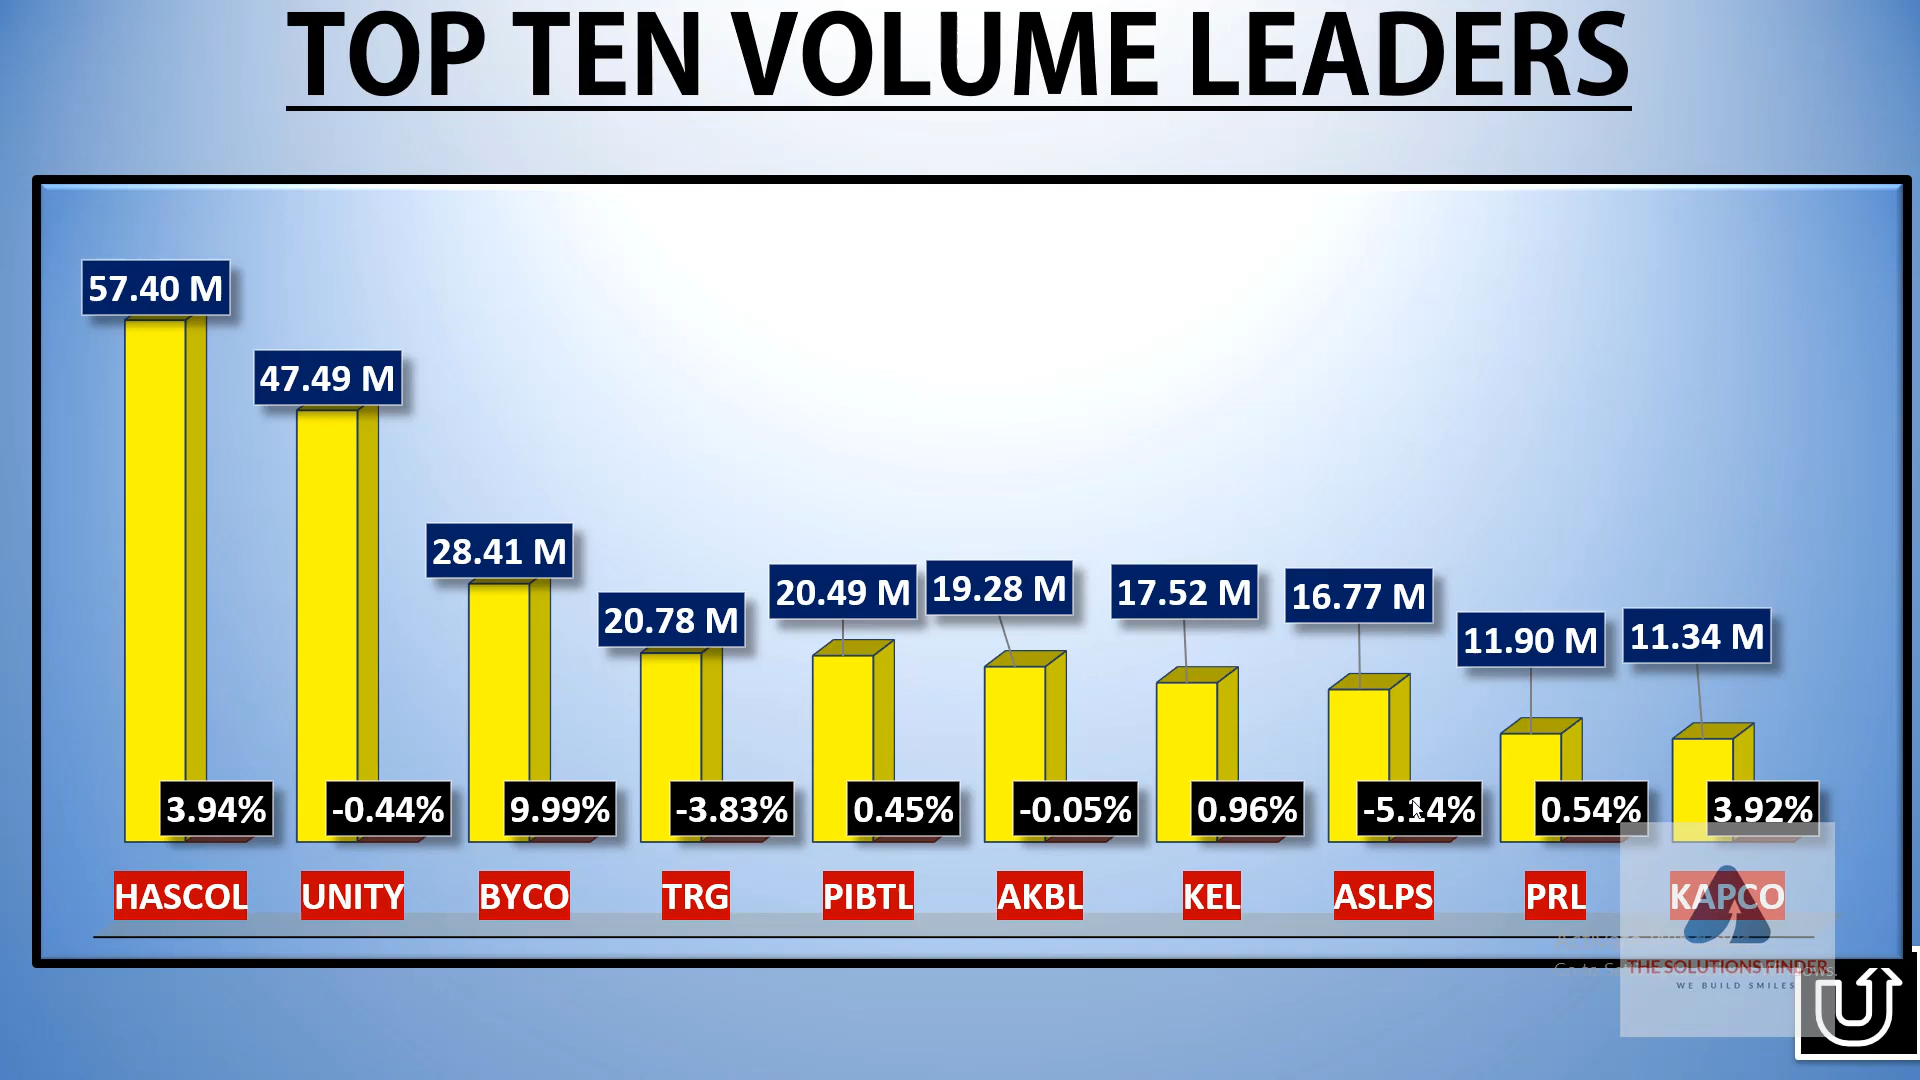 TOP TEN VOLUME LEADERS
57.40 M
47.49 M
28.41 M
20.78 M
20.49 M
19.28 M
17.52 M
16.77 M
11.90 M
11.34 M
3.94%
-0.44%
9.99%
-3.83%
0.45%
-0.05%
0.96%
-5.14%
0.54%
3.92%
HASCOL
UNITY
BYCO
TRG
PIBTL
AKBL
KEL
ASLPS
PRL
KAPCO
THE SOLUTIONS FINDER
WE BUILD SMILES